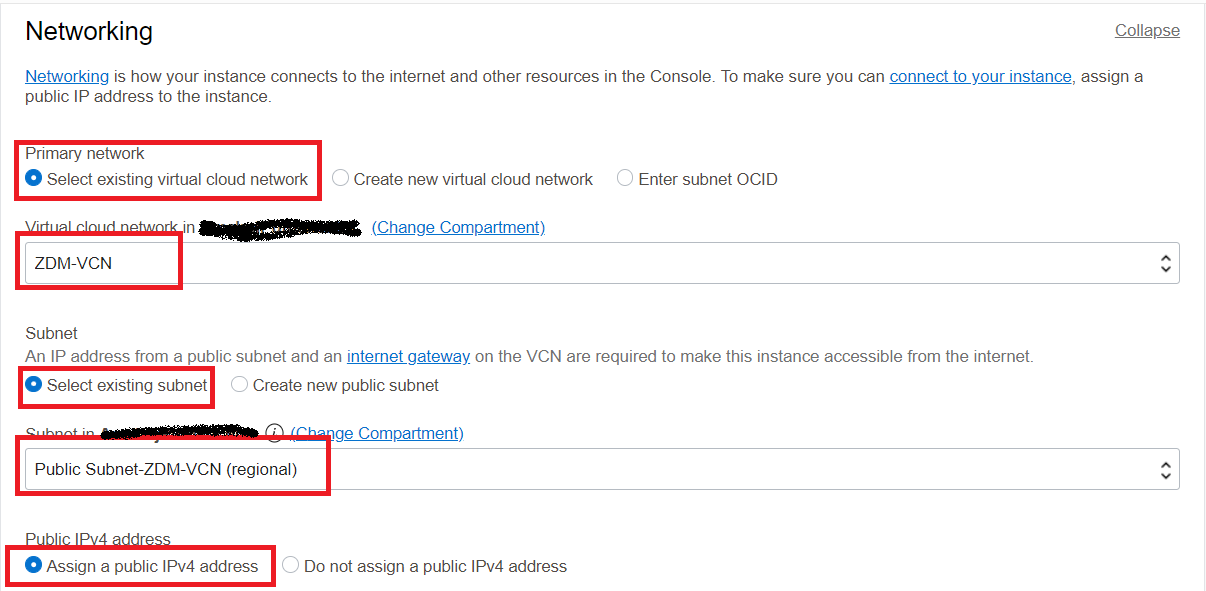 Networking
Collapse
Networking is how your instance connects to the internet and other resources in the Console. To make sure you can connect to your instance, assign a
public IP address to the instance.
Primary network
Select existing virtual cloud network Create new virtual cloud network Enter subnet OCID
Virtual cloud network in (Change Compartment)
ZDM-VCN
Subnet
An IP address from a public subnet and an internet gateway on the VCN are required to make this instance accessible from the internet.
Select existing subnet Create new public subnet
Subnet in (Change Compartment)
Public Subnet-ZDM-VCN (regional)
Public IPv4 address
Assign a public IPv4 address Do not assign a public IPv4 address